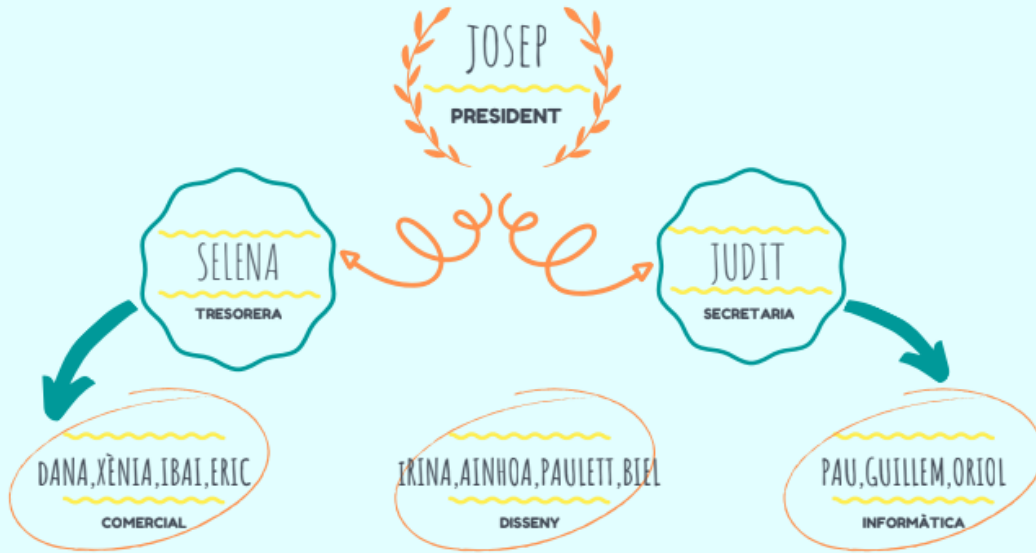 JOSEP
PRESIDENT
SELENA
TRESORERA
JUDIT
SECRETARIA
DANA,XÈNIA,IBAI,ERIC
COMERCIAL
IRINA,AINHOA,PAULETT,BIEL
DISSENY
PAU,GUILLEM,ORIOL
INFORMÀTICA